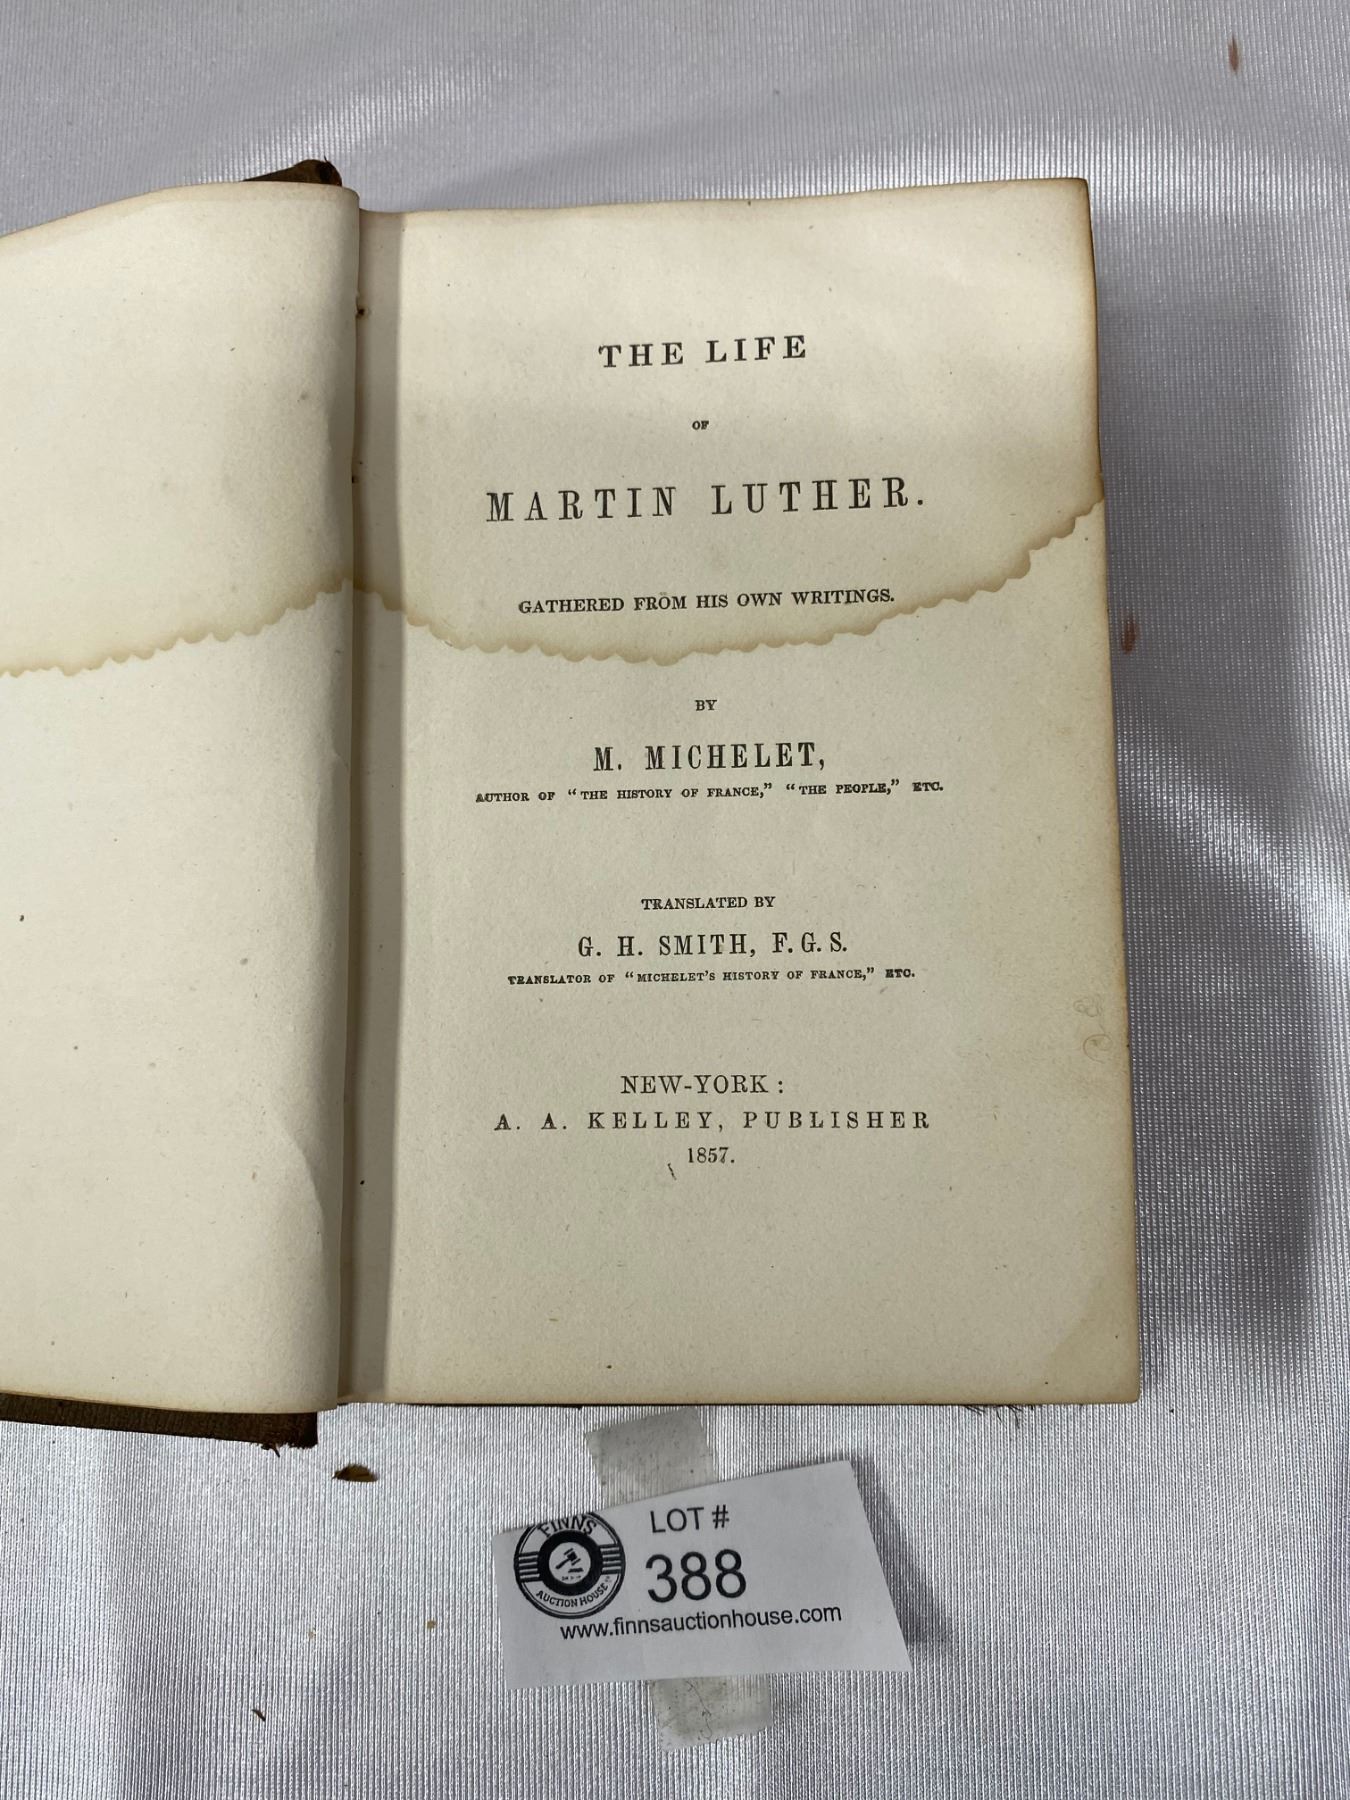 THE LIFE
OF
MARTIN LUTHER.
GATHERED FROM HIS OWN WRITINGS.
BY
M. MICHELET,
AUTHOR OF "THE HISTORY OF FRANCE," "THE PEOPLE," ETC.
TRANSLATED BY
G. H. SMITH, F. G. S.
TRANSLATOR OF "MICHELET'S HISTORY OF FRANCE," ETC.
NEW-YORK:
A. A. KELLEY, PUBLISHER
1857.
LOT #
388
FINNS
AUCTION HOUSE
www.finnsauctionhouse.com